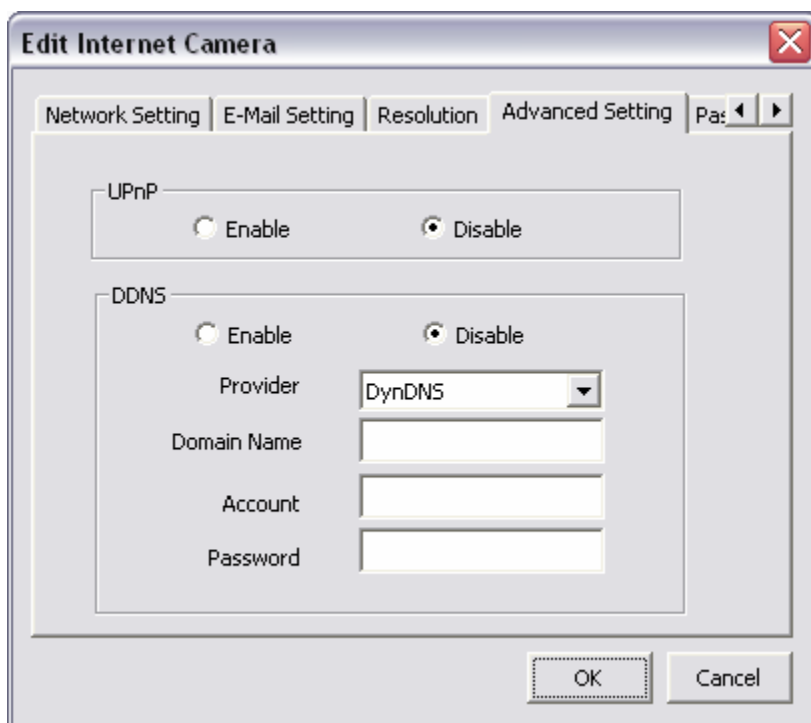 Edit Internet Camera
Network Setting E-Mail Setting Resolution Advanced Setting
UPnP
Enable Disable
DDNS
Enable Disable
Provider DynDNS
Domain Name
Account
Password
OK Cancel